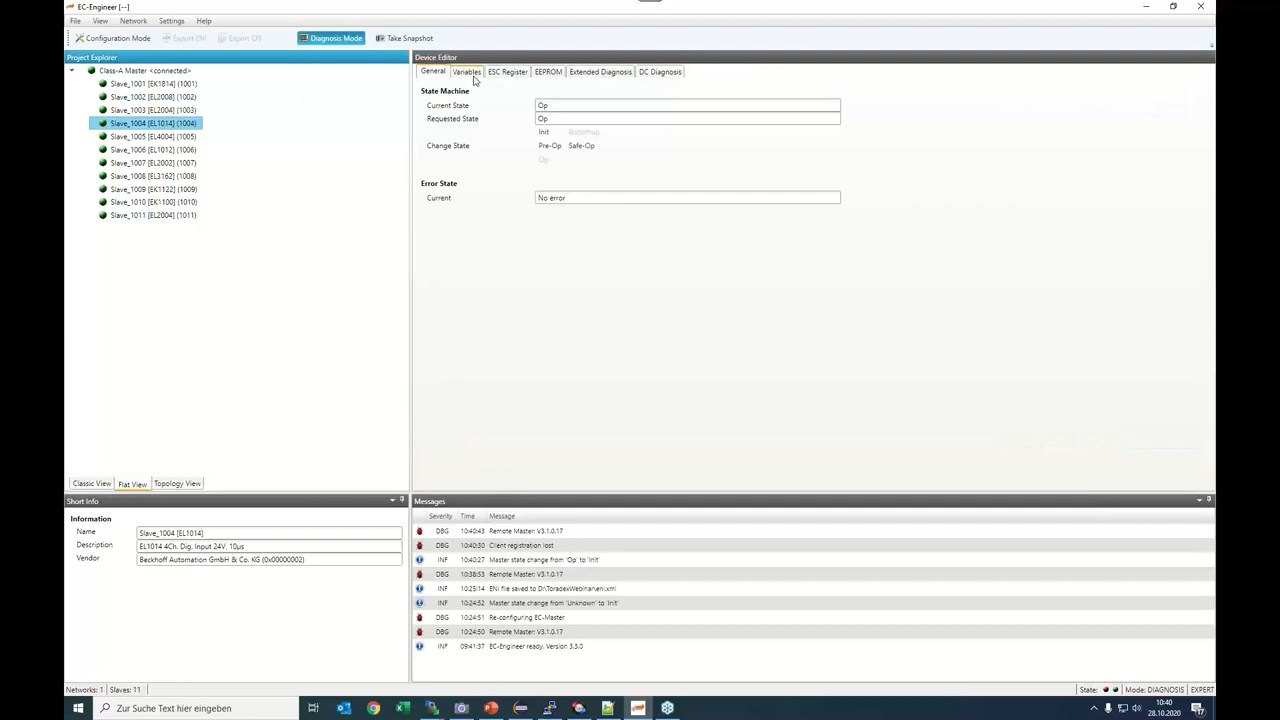 EC-Engineer [--]
File View Network Settings Help
Configuration Mode Export ENI Export EXI Diagnosis Mode Take Snapshot
Project Explorer
Class-A Master <connected>
Slave_1001 [EK1814] (1001)
Slave_1002 [EL2008] (1002)
Slave_1003 [EL2004] (1003)
Slave_1004 [EL1014] (1004)
Slave_1005 [EL4004] (1005)
Slave_1006 [EL1012] (1006)
Slave_1007 [EL2002] (1007)
Slave_1008 [EL3162] (1008)
Slave_1009 [EK1122] (1009)
Slave_1010 [EK1100] (1010)
Slave_1011 [EL2004] (1011)
Classic View Flat View Topology View
Device Editor
General Variables ESC Register EEPROM Extended Diagnosis DC Diagnosis
State Machine
Current State Op
Requested State Op
Init Bootstrap
Change State Pre-Op Safe-Op
Op
Error State
Current No error
Short Info
Information
Name Slave_1004 [EL1014]
Description EL1014 4Ch. Dig. Input 24V, 10µs
Vendor Beckhoff Automation GmbH & Co. KG (0x00000002)
Messages
Severity Time Message
DBG 10:40:43 Remote Master: V3.1.0.17
DBG 10:40:30 Client registration lost
INF 10:40:27 Master state change from 'Op' to 'Init'
DBG 10:38:53 Remote Master: V3.1.0.17
INF 10:25:14 ENI file saved to D:\ToradexWebinar\eni.xml
INF 10:24:52 Master state change from 'Unknown' to 'Init'
DBG 10:24:51 Re-configuring EC-Master
DBG 10:24:50 Remote Master: V3.1.0.17
INF 09:41:37 EC-Engineer ready. Version 3.3.0
Networks: 1 Slaves: 11 State: Mode: DIAGNOSIS EXPERT
Zur Suche Text hier eingeben
10:40
28.10.2020
17